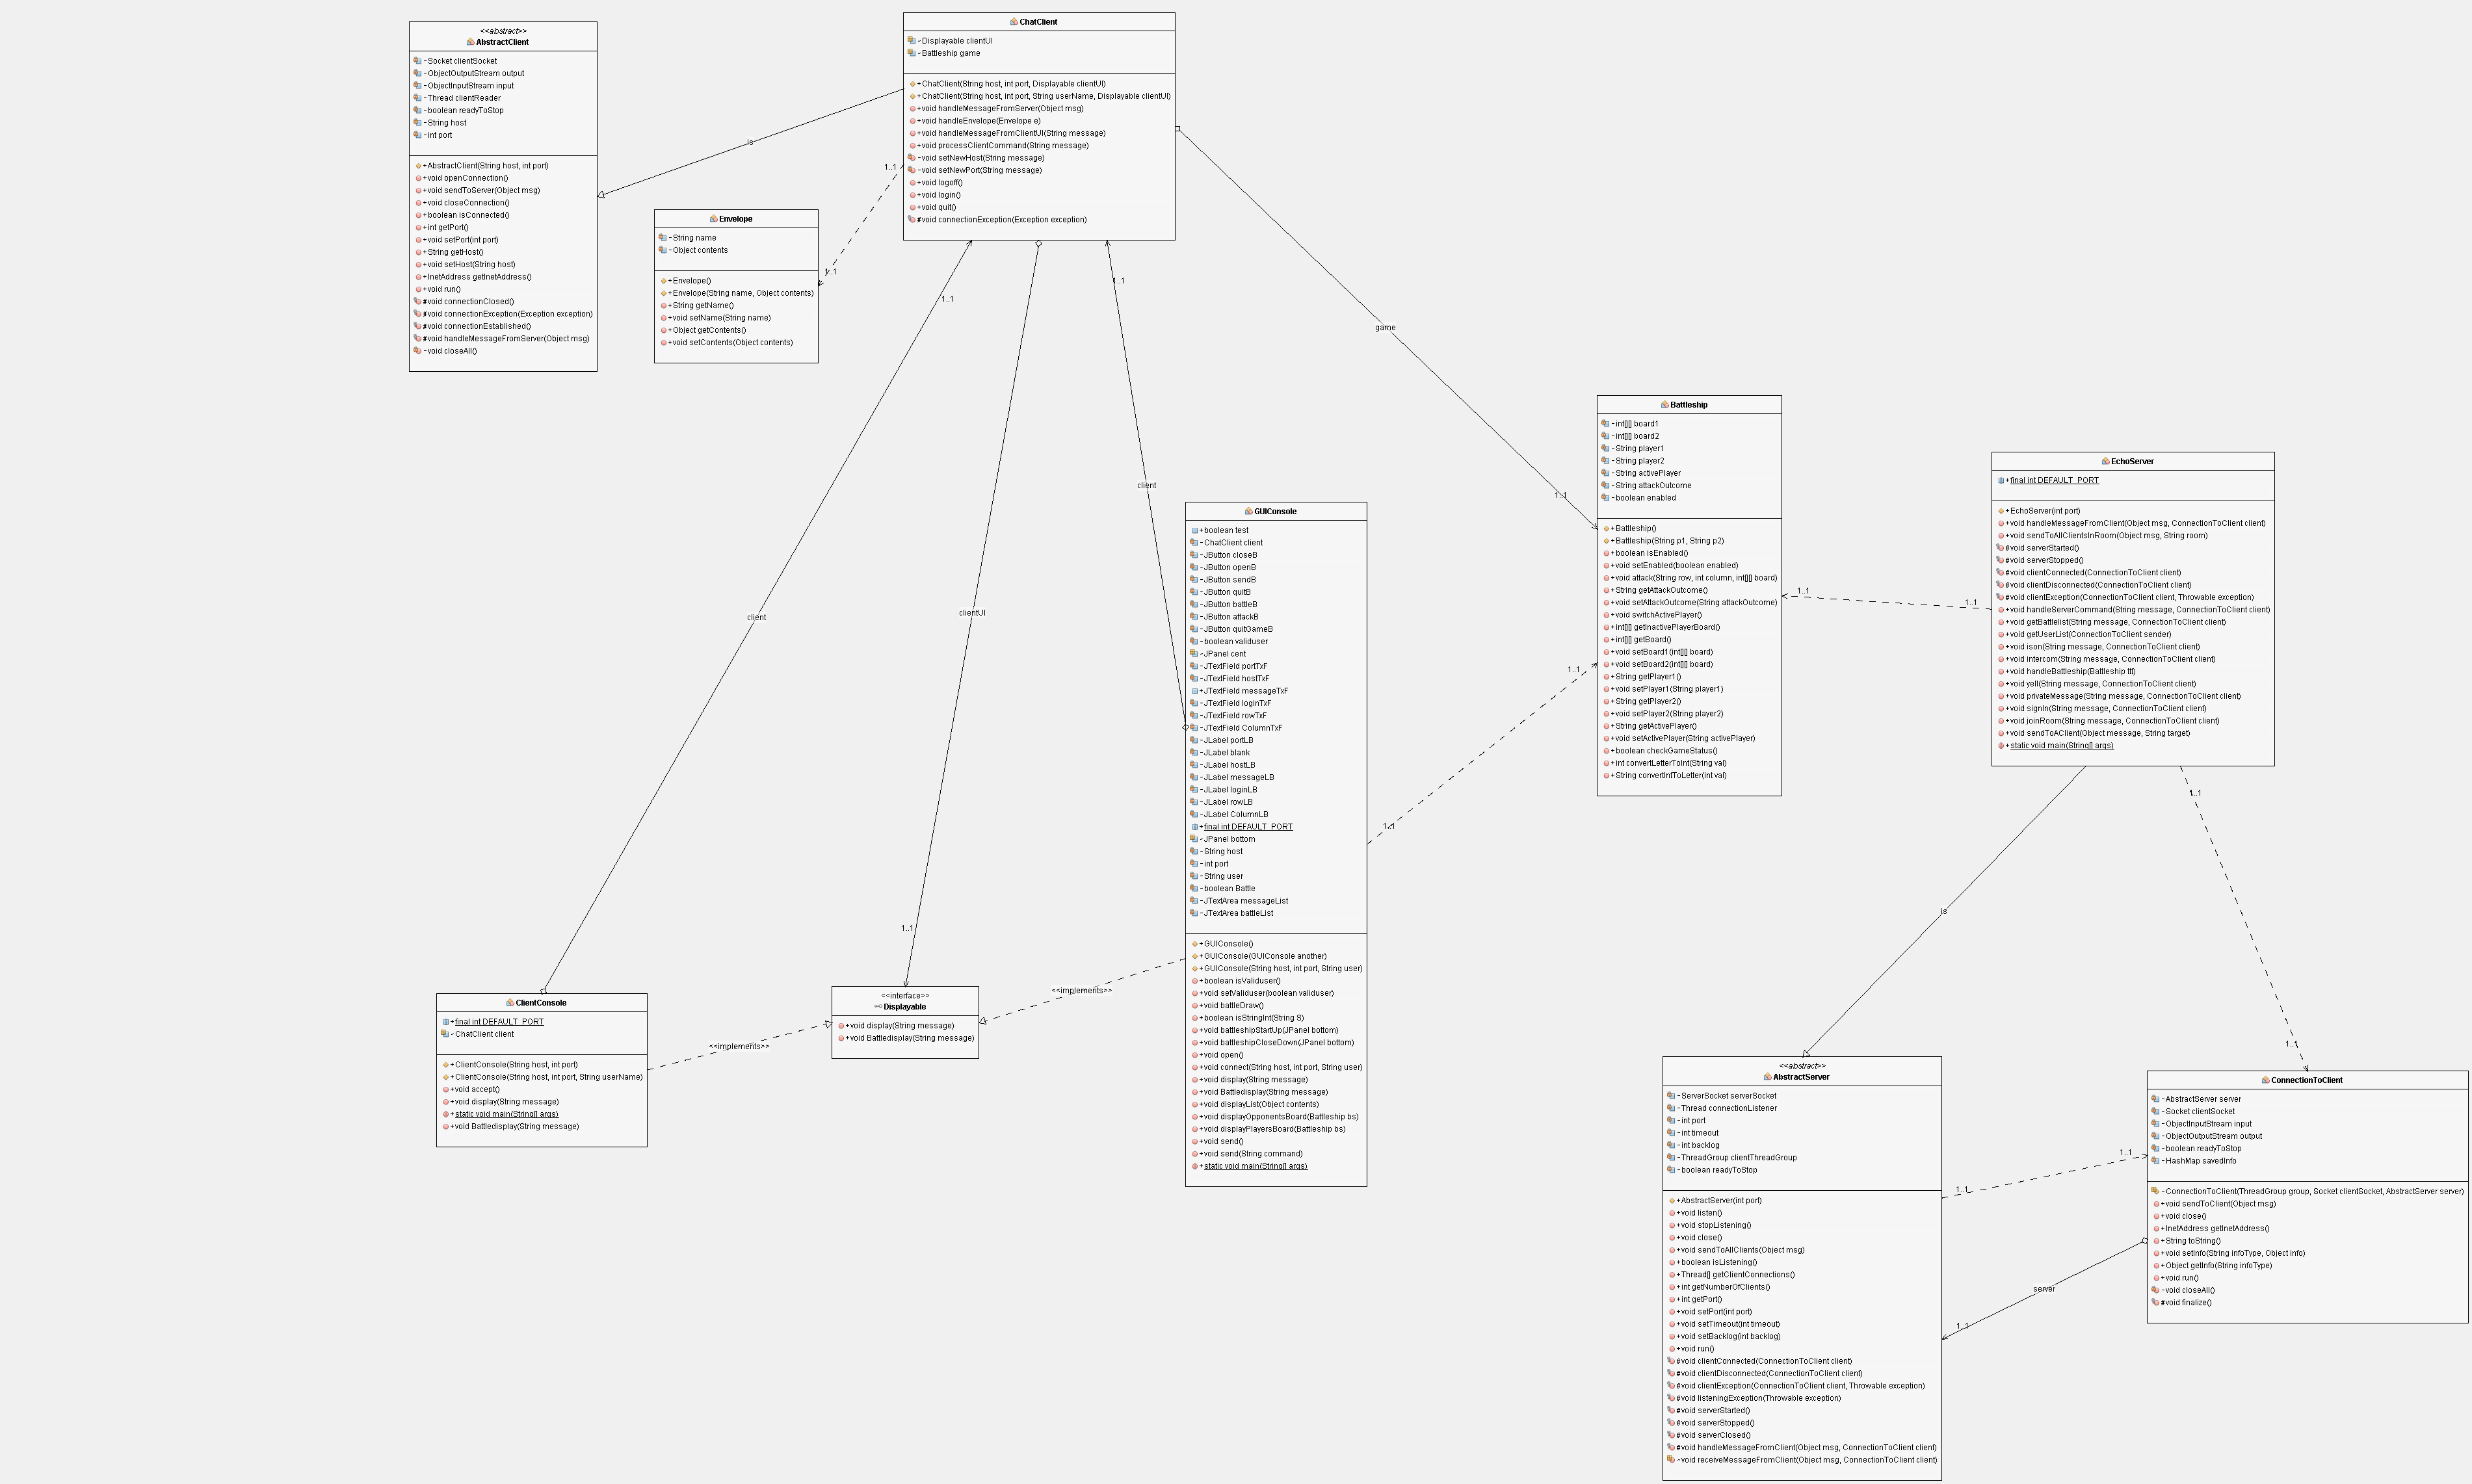 <<abstract>>
AbstractClient
-Socket clientSocket
-ObjectOutputStream output
-ObjectInputStream input
-Thread clientReader
-boolean readyToStop
-String host
-int port
+AbstractClient(String host, int port)
+void openConnection()
+void sendToServer(Object msg)
+void closeConnection()
+boolean isConnected()
+int getPort()
+void setPort(int port)
+String getHost()
+void setHost(String host)
+InetAddress getInetAddress()
+void run()
#void connectionClosed()
#void connectionException(Exception exception)
#void connectionEstablished()
#void handleMessageFromServer(Object msg)
-void closeAll()
ChatClient
-Displayable clientUI
-Battleship game
+ChatClient(String host, int port, Displayable clientUI)
+ChatClient(String host, int port, String userName, Displayable clientUI)
+void handleMessageFromServer(Object msg)
+void handleEnvelope(Envelope e)
+void handleMessageFromClientUI(String message)
+void processClientCommand(String message)
-void setNewHost(String message)
-void setNewPort(String message)
+void logoff()
+void login()
+void quit()
#void connectionException(Exception exception)
is
1..1
1..1
Envelope
-String name
-Object contents
+Envelope()
+Envelope(String name, Object contents)
+String getName()
+void setName(String name)
+Object getContents()
+void setContents(Object contents)
1..1
1..1
game
1..1
client
client
clientUI
1..1
Battleship
-int[][] board1
-int[][] board2
-String player1
-String player2
-String activePlayer
-String attackOutcome
-boolean enabled
+Battleship()
+Battleship(String p1, String p2)
+boolean isEnabled()
+void setEnabled(boolean enabled)
+void attack(String row, int column, int[][] board)
+String getAttackOutcome()
+void setAttackOutcome(String attackOutcome)
+void switchActivePlayer()
+int[][] getInactivePlayerBoard()
+int[][] getBoard()
+void setBoard1(int[][] board)
+void setBoard2(int[][] board)
+String getPlayer1()
+void setPlayer1(String player1)
+String getPlayer2()
+void setPlayer2(String player2)
+String getActivePlayer()
+void setActivePlayer(String activePlayer)
+boolean checkGameStatus()
+int convertLetterToInt(String val)
+String convertIntToLetter(int val)
EchoServer
+final int DEFAULT_PORT
+EchoServer(int port)
+void handleMessageFromClient(Object msg, ConnectionToClient client)
+void sendToAllClientsInRoom(Object msg, String room)
#void serverStarted()
#void serverStopped()
#void clientConnected(ConnectionToClient client)
#void clientDisconnected(ConnectionToClient client)
#void clientException(ConnectionToClient client, Throwable exception)
+void handleServerCommand(String message, ConnectionToClient client)
+void getBattlelist(String message, ConnectionToClient client)
+void getUserList(ConnectionToClient sender)
+void ison(String message, ConnectionToClient client)
+void intercom(String message, ConnectionToClient client)
+void handleBattleship(Battleship ttt)
+void yell(String message, ConnectionToClient client)
+void privateMessage(String message, ConnectionToClient client)
+void signIn(String message, ConnectionToClient client)
+void joinRoom(String message, ConnectionToClient client)
+void sendToAClient(Object message, String target)
+static void main(String[] args)
1..1
1..1
1..1
1..1
GUIConsole
+boolean test
-ChatClient client
-JButton closeB
-JButton openB
-JButton sendB
-JButton quitB
-JButton battleB
-JButton attackB
-JButton quitGameB
-boolean validuser
-JPanel cent
-JTextField portTxF
-JTextField hostTxF
+JTextField messageTxF
-JTextField loginTxF
-JTextField rowTxF
-JTextField ColumnTxF
-JLabel portLB
-JLabel blank
-JLabel hostLB
-JLabel messageLB
-JLabel loginLB
-JLabel rowLB
-JLabel ColumnLB
+final int DEFAULT_PORT
-JPanel bottom
-String host
-int port
-String user
-boolean Battle
-JTextArea messageList
-JTextArea battleList
+GUIConsole()
+GUIConsole(GUIConsole another)
+GUIConsole(String host, int port, String user)
+boolean isValiduser()
+void setValiduser(boolean validuser)
+void battleDraw()
+boolean isStringInt(String S)
+void battleshipStartUp(JPanel bottom)
+void battleshipCloseDown(JPanel bottom)
+void open()
+void connect(String host, int port, String user)
+void display(String message)
+void Battledisplay(String message)
+void displayList(Object contents)
+void displayOpponentsBoard(Battleship bs)
+void displayPlayersBoard(Battleship bs)
+void send()
+void send(String command)
+static void main(String[] args)
ClientConsole
+final int DEFAULT_PORT
-ChatClient client
+ClientConsole(String host, int port)
+ClientConsole(String host, int port, String userName)
+void accept()
+void display(String message)
+static void main(String[] args)
+void Battledisplay(String message)
<<implements>>
<<interface>>
Displayable
+void display(String message)
+void Battledisplay(String message)
<<implements>>
is
1..1
1..1
<<abstract>>
AbstractServer
-ServerSocket serverSocket
-Thread connectionListener
-int port
-int timeout
-int backlog
-ThreadGroup clientThreadGroup
-boolean readyToStop
+AbstractServer(int port)
+void listen()
+void stopListening()
+void close()
+void sendToAllClients(Object msg)
+boolean isListening()
+Thread[] getClientConnections()
+int getNumberOfClients()
+int getPort()
+void setPort(int port)
+void setTimeout(int timeout)
+void setBacklog(int backlog)
+void run()
#void clientConnected(ConnectionToClient client)
#void clientDisconnected(ConnectionToClient client)
#void clientException(ConnectionToClient client, Throwable exception)
#void listeningException(Throwable exception)
#void serverStarted()
#void serverStopped()
#void serverClosed()
#void handleMessageFromClient(Object msg, ConnectionToClient client)
-void receiveMessageFromClient(Object msg, ConnectionToClient client)
1..1
1..1
server
1..1
ConnectionToClient
-AbstractServer server
-Socket clientSocket
-ObjectInputStream input
-ObjectOutputStream output
-boolean readyToStop
-HashMap savedInfo
-ConnectionToClient(ThreadGroup group, Socket clientSocket, AbstractServer server)
+void sendToClient(Object msg)
+void close()
+InetAddress getInetAddress()
+String toString()
+void setInfo(String infoType, Object info)
+Object getInfo(String infoType)
+void run()
-void closeAll()
#void finalize()